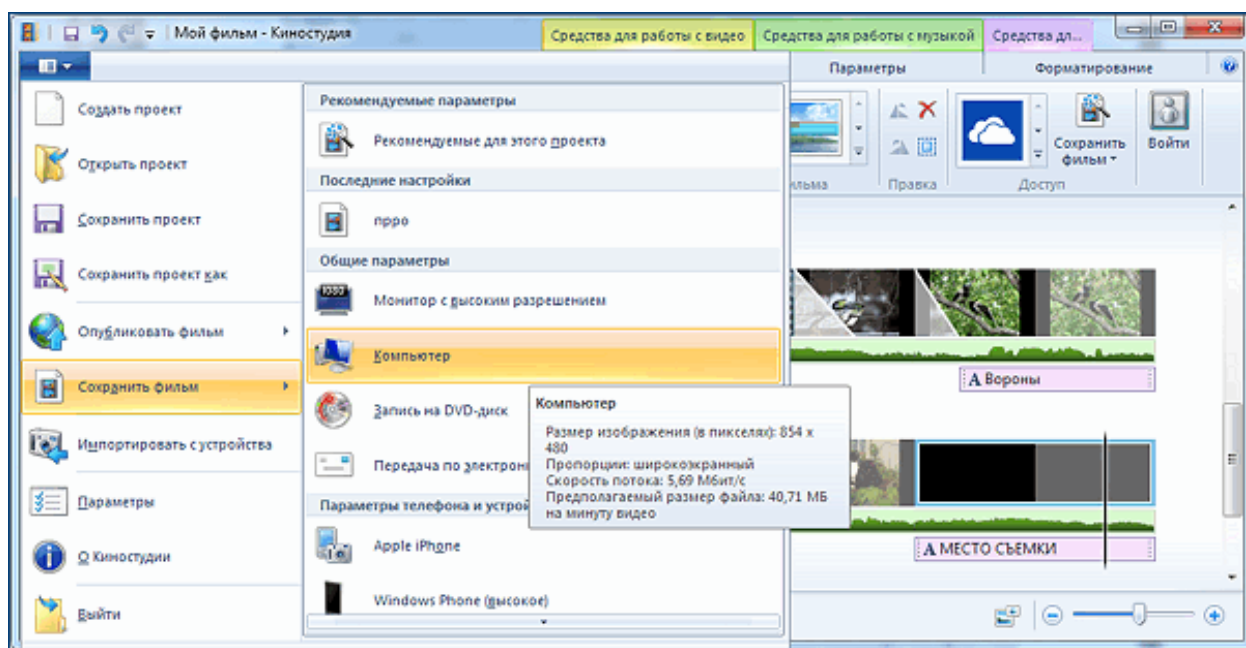 Мой фильм - Киностудия
Средства для работы с видео
Средства для работы с музыкой
Средства дл...
Параметры
Форматирование
Создать проект
Открыть проект
Сохранить проект
Сохранить проект как
Опубликовать фильм
Сохранить фильм
Импортировать с устройства
Параметры
О Киностудии
Выйти
Рекомендуемые параметры
Рекомендуемые для этого проекта
Последние настройки
nppo
Общие параметры
1080
Монитор с высоким разрешением
Компьютер
Запись на DVD-диск
Передача по электрон
Параметры телефона и устрой
Apple iPhone
Windows Phone (высокое)
Компьютер
Размер изображения (в пикселях): 854 x
480
Пропорции: широкоэкранный
Скорость потока: 5,69 Мбит/с
Предполагаемый размер файла: 40,71 МБ
на минуту видео
Сохранить
фильм
Войти
льма
Правка
Доступ
A Вороны
A МЕСТО СЪЕМКИ